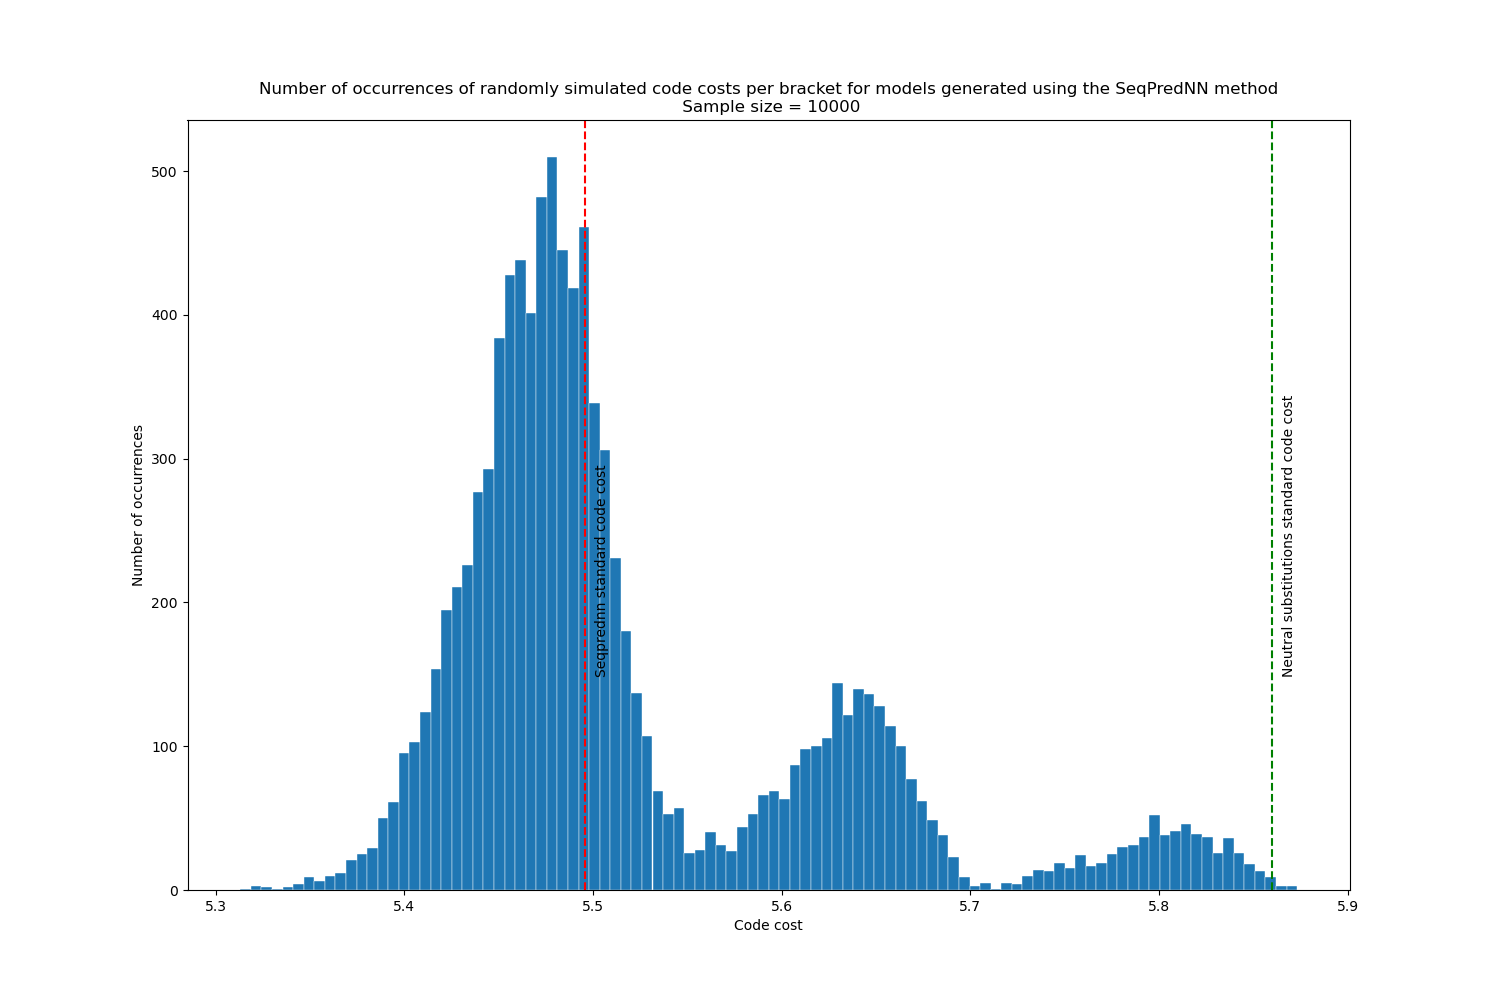 Number of occurrences of randomly simulated code costs per bracket for models generated using the SeqPredNN method
Sample size = 10000
Number of occurrences
500
400
300
200
100
0
Seqprednn standard code cost
Neutral substitutions standard code cost
5.3
5.4
5.5
5.6
5.7
5.8
5.9
Code cost